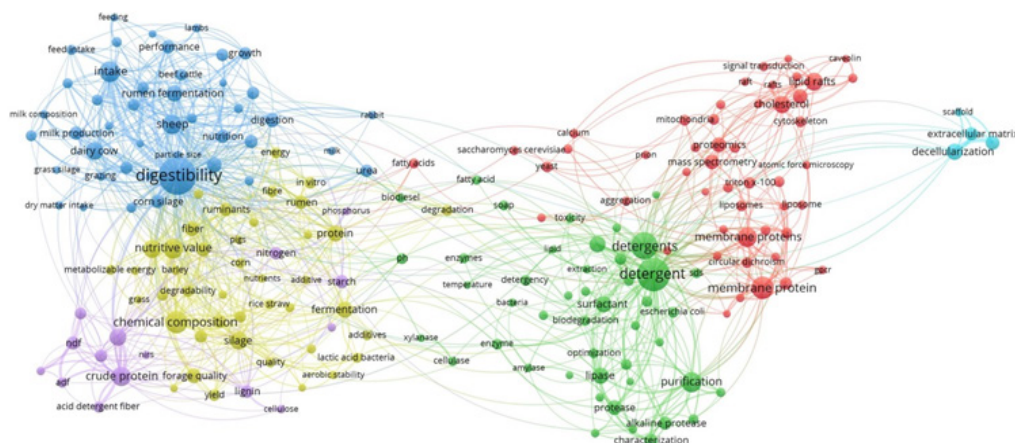 feeding
lambs
feed intake
performance
growth
intake
beef cattle
rumen fermentation
milk composition
sheep
digestion
rabbit
milk production
nutrition
dairy cow
particle size
energy
milk
grass silage
grazing
digestibility
urea
in vitro
fibre
rumen
dry matter intake
corn silage
ruminants
phosphorus
fiber
protein
pigs
nutritive value
nitrogen
metabolizable energy
barley
corn
nutrients
additive
starch
degradability
grass
rice straw
fermentation
chemical composition
silage
additives
ndf
nirs
quality
lactic acid bacteria
crude protein
forage quality
aerobic stability
adf
yield
lignin
acid detergent fiber
cellulose
calcium
saccharomyces cerevisiae
fatty acids
yeast
fatty acid
biodiesel
degradation
soap
toxicity
ph
enzymes
temperature
lipid
extraction
detergency
bacteria
detergents
detergent
sds
surfactant
biodegradation
escherichia coli
xylanase
enzyme
cellulase
amylase
optimization
lipase
purification
protease
alkaline protease
characterization
signal transduction
caveolin
raft
rafts
lipid rafts
cholesterol
cytoskeleton
mitochondria
proteomics
prion
mass spectrometry
atomic force microscopy
triton x-100
aggregation
liposomes
liposome
membrane proteins
circular dichroism
gpcr
membrane protein
scaffold
extracellular matrix
decellularization